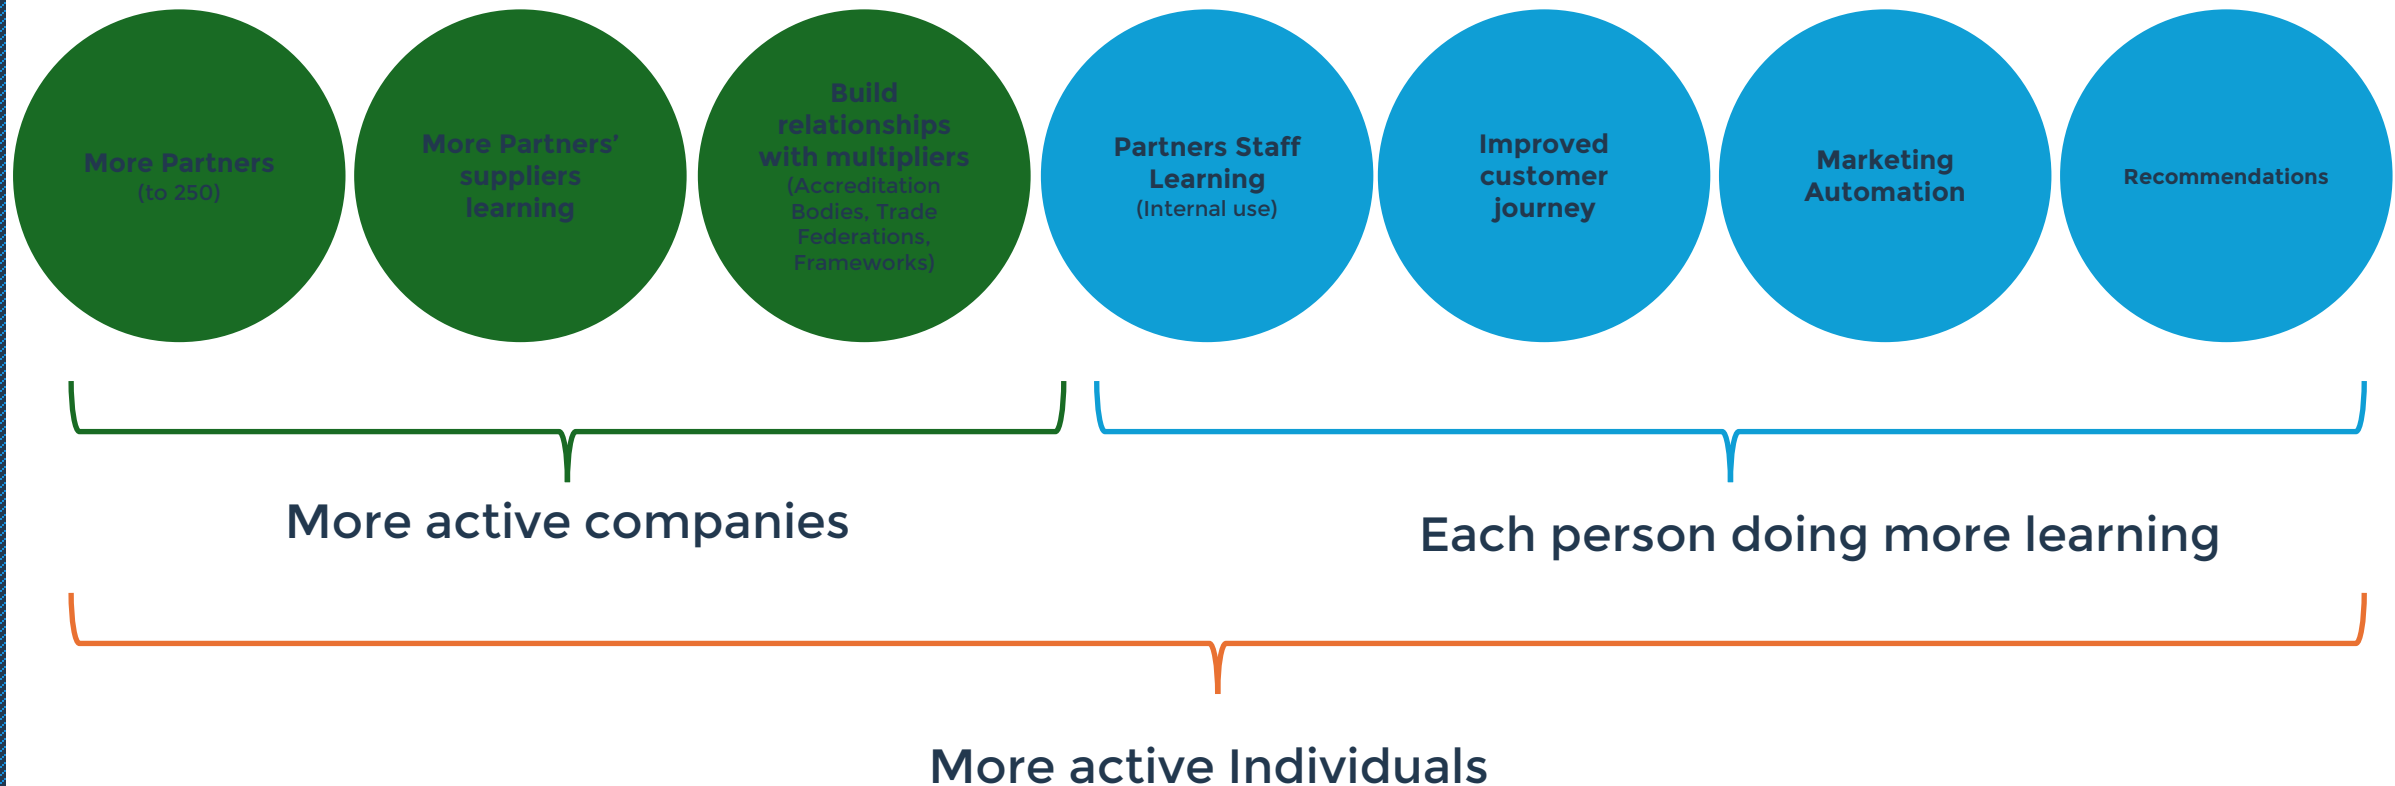 More Partners
(to 250)
More Partners’
suppliers
learning
Build
relationships
with multipliers
(Accreditation
Bodies, Trade
Federations,
Frameworks)
Partners Staff
Learning
(Internal use)
Improved
customer
journey
Marketing
Automation
Recommendations
More active companies
Each person doing more learning
More active Individuals